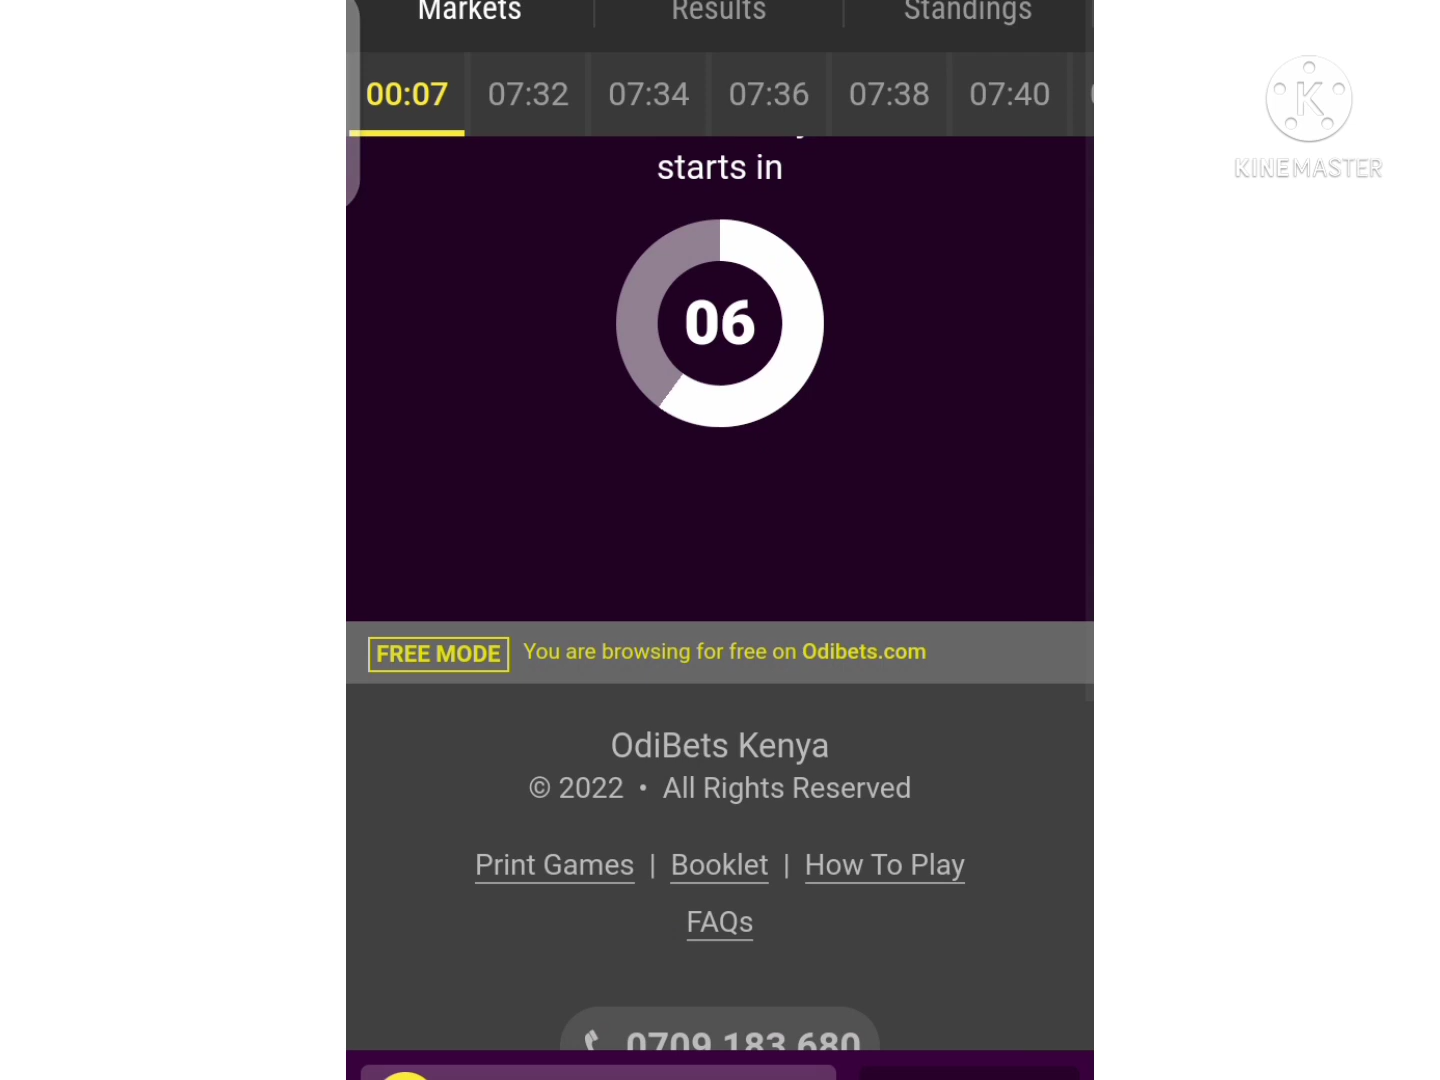 Markets Results Standings
00:07 07:32 07:34 07:36 07:38 07:40
starts in
06
FREE MODE You are browsing for free on Odibets.com
OdiBets Kenya
© 2022 • All Rights Reserved
Print Games | Booklet | How To Play
FAQs
0709 183 680
K
KINEMASTER